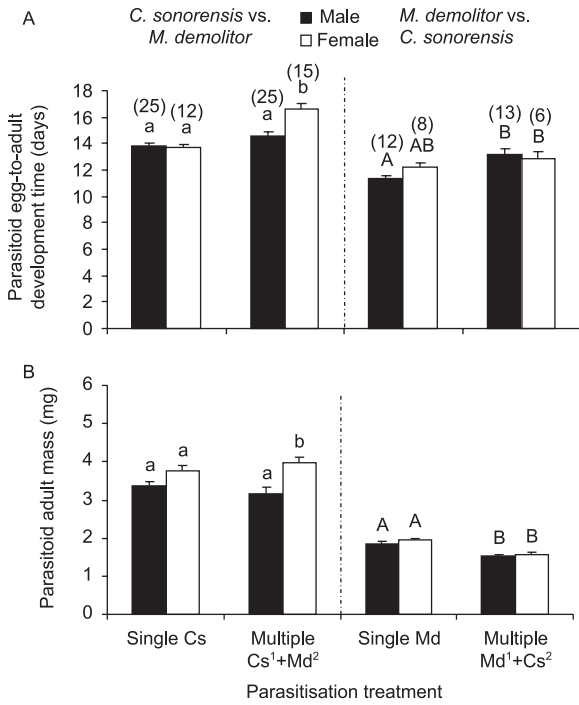 A
C. sonorensis vs.
M. demolitor
Male
Female
M. demolitor vs
C. sonorensis
Parasitoid egg-to-adult
development time (days)
18
16
14
12
10
8
6
4
2
0
(25)
a
(12)
a
(25)
a
(15)
b
(12)
A
(8)
AB
(13)
B
(6)
B
B
Parasitoid adult mass (mg)
6
5
4
3
2
1
0
a
a
a
b
A
A
B
B
Single Cs
Multiple
Cs¹+Md²
Single Md
Multiple
Md¹+Cs²
Parasitisation treatment